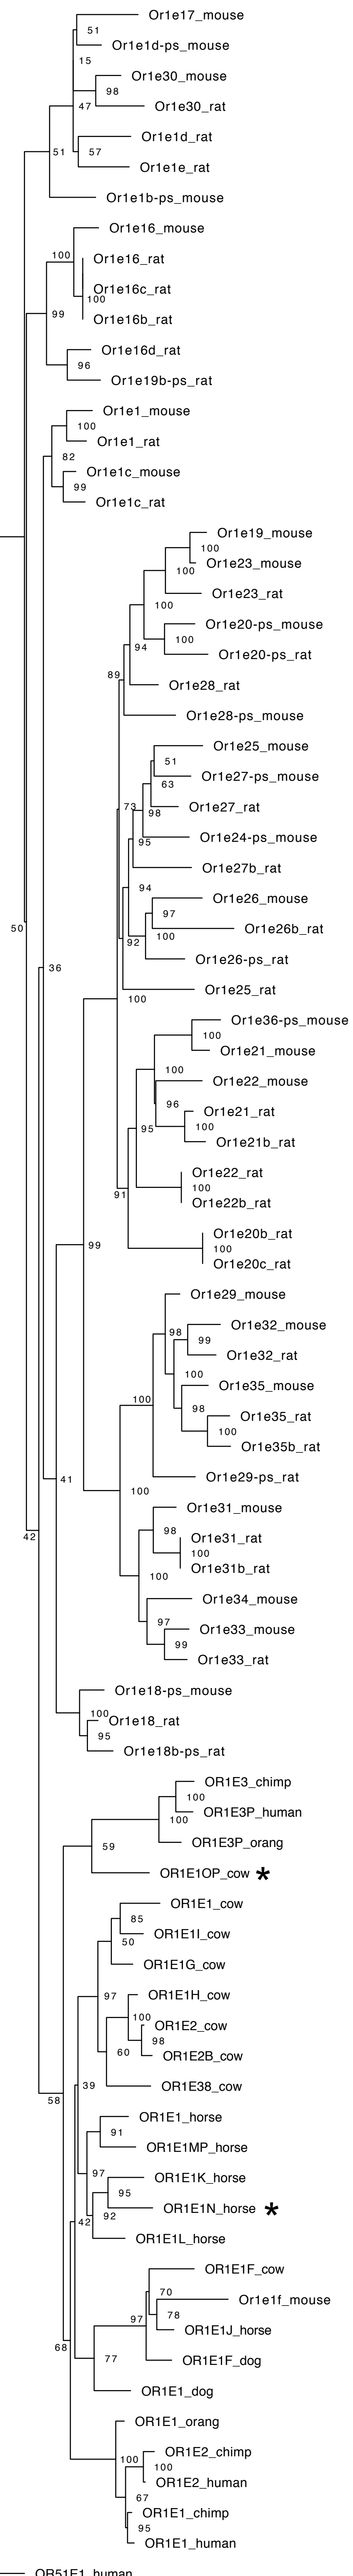 Or1e17_mouse
51
Or1e1d-ps_mouse
15
Or1e30_mouse
98
47
Or1e30_rat
Or1e1d_rat
51
57
Or1e1e_rat
Or1e1b-ps_mouse
Or1e16_mouse
100
Or1e16_rat
Or1e16c_rat
100
99
Or1e16b_rat
Or1e16d_rat
96
Or1e19b-ps_rat
Or1e1_mouse
100
Or1e1_rat
82
Or1e1c_mouse
99
Or1e1c_rat
Or1e19_mouse
100
Or1e23_mouse
100
Or1e23_rat
100
Or1e20-ps_mouse
100
94
Or1e20-ps_rat
89
Or1e28_rat
Or1e28-ps_mouse
Or1e25_mouse
51
Or1e27-ps_mouse
63
73
Or1e27_rat
98
Or1e24-ps_mouse
95
Or1e27b_rat
94
Or1e26_mouse
97
50
Or1e26b_rat
100
92
Or1e26-ps_rat
36
Or1e25_rat
100
Or1e36-ps_mouse
100
Or1e21_mouse
100
Or1e22_mouse
96
Or1e21_rat
100
95
Or1e21b_rat
Or1e22_rat
100
91
Or1e22b_rat
Or1e20b_rat
99
100
Or1e20c_rat
Or1e29_mouse
Or1e32_mouse
98
99
Or1e32_rat
100
Or1e35_mouse
100
98
Or1e35_rat
100
Or1e35b_rat
Or1e29-ps_rat
41
100
Or1e31_mouse
98
42
Or1e31_rat
100
Or1e31b_rat
100
Or1e34_mouse
97
Or1e33_mouse
99
Or1e33_rat
Or1e18-ps_mouse
100
Or1e18_rat
95
Or1e18b-ps_rat
OR1E3_chimp
100
OR1E3P_human
100
OR1E3P_orang
59
OR1E1OP_cow *
OR1E1_cow
85
OR1E1I_cow
50
OR1E1G_cow
97
OR1E1H_cow
100
OR1E2_cow
98
60
OR1E2B_cow
39
OR1E38_cow
58
OR1E1_horse
91
OR1E1MP_horse
97
OR1E1K_horse
95
OR1E1N_horse *
92
42
OR1E1L_horse
OR1E1F_cow
70
Or1e1f_mouse
78
97
OR1E1J_horse
68
77
OR1E1F_dog
OR1E1_dog
OR1E1_orang
OR1E2_chimp
100
100
OR1E2_human
67
OR1E1_chimp
95
OR1E1_human
OR51E1_human